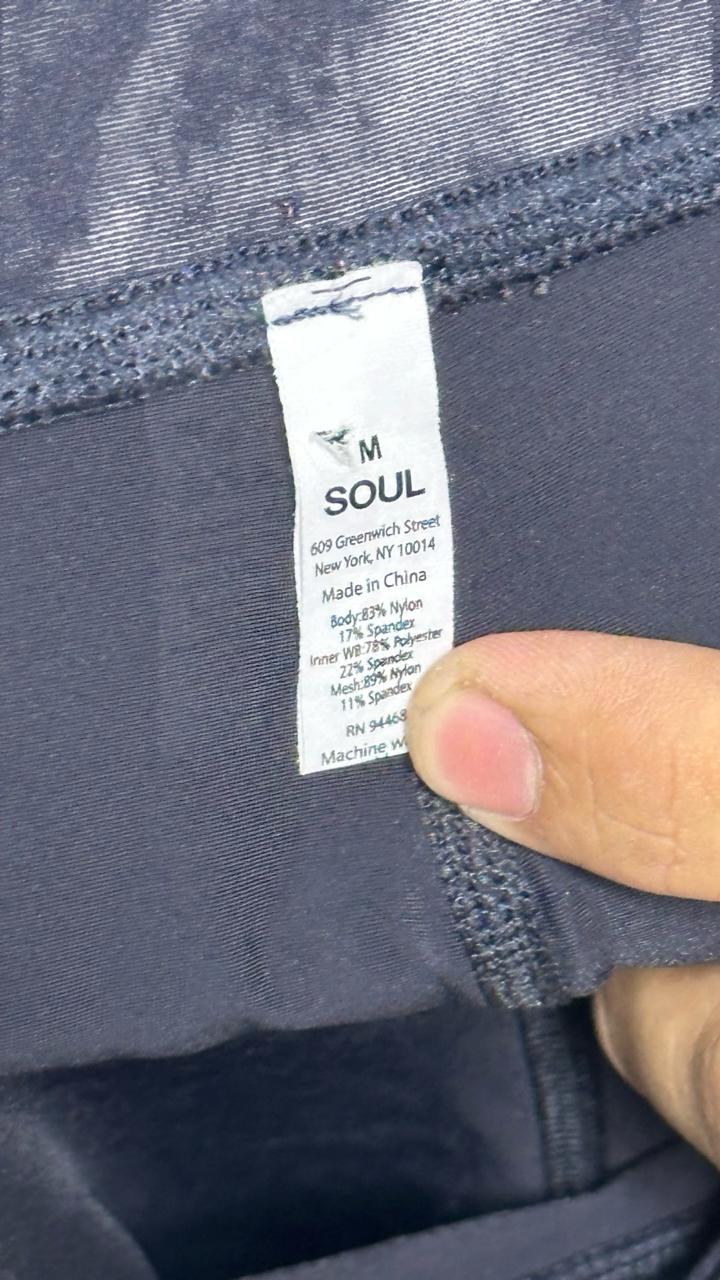 M
SOUL
609 Greenwich Street
New York, NY 10014
Made in China
Body:83% Nylon
17% Spandex
Inner WB:78% Polyester
22% Spandex
Mesh:89% Nylon
11% Spandex
RN 94463
Machine